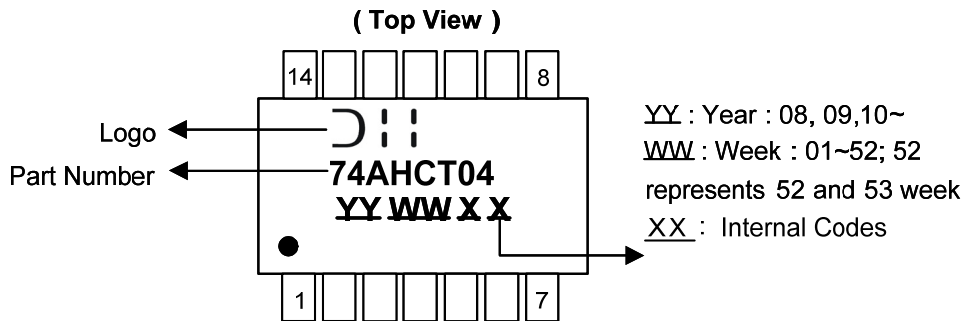 ( Top View )
14
8
Logo
Part Number
74AHCT04
YY WW X X
1
7
YY : Year : 08, 09,10~
WW : Week : 01~52; 52
represents 52 and 53 week
XX : Internal Codes